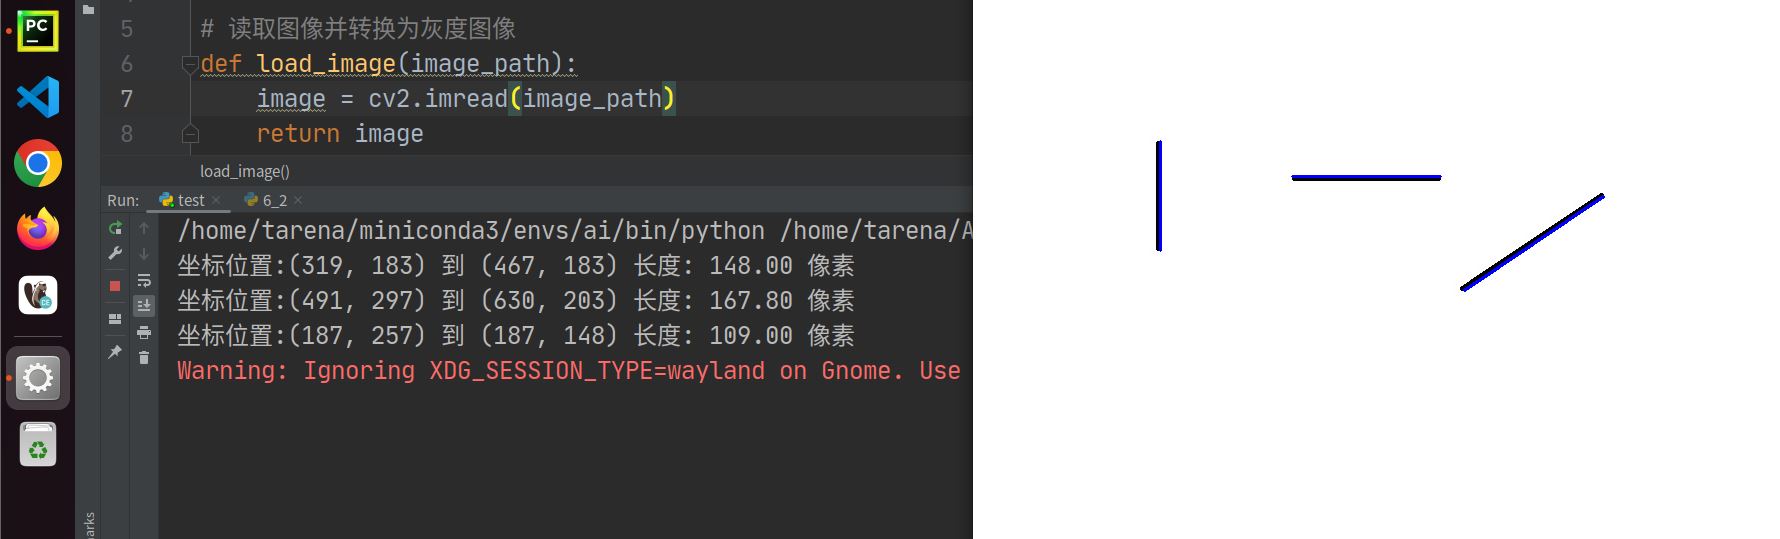 PC
5 # 读取图像并转换为灰度图像
6 def load_image(image_path):
7 image = cv2.imread(image_path)
8 return image
load_image()
Run: test × 6_2 ×
/home/tarena/miniconda3/envs/ai/bin/python /home/tarena/A
坐标位置:(319, 183) 到 (467, 183) 长度: 148.00 像素
坐标位置:(491, 297) 到 (630, 203) 长度: 167.80 像素
坐标位置:(187, 257) 到 (187, 148) 长度: 109.00 像素
Warning: Ignoring XDG_SESSION_TYPE=wayland on Gnome. Use
CE
arks